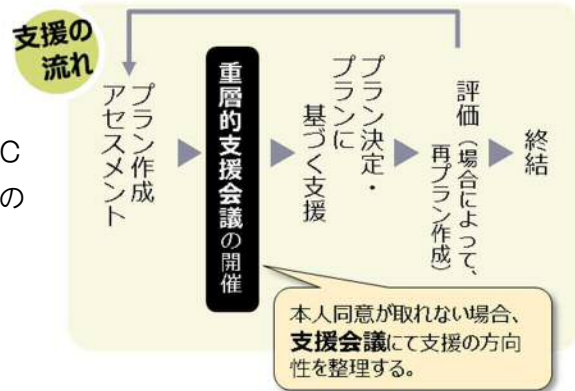 支援の
流れ
C
の
プラン作成
アセスメント
重層的支援会議の開催
プラン決定・
プランに
基づく支援
評価（場合によって、
再プラン作成）
終結
本人同意が取れない場合、
支援会議にて支援の方向
性を整理する。